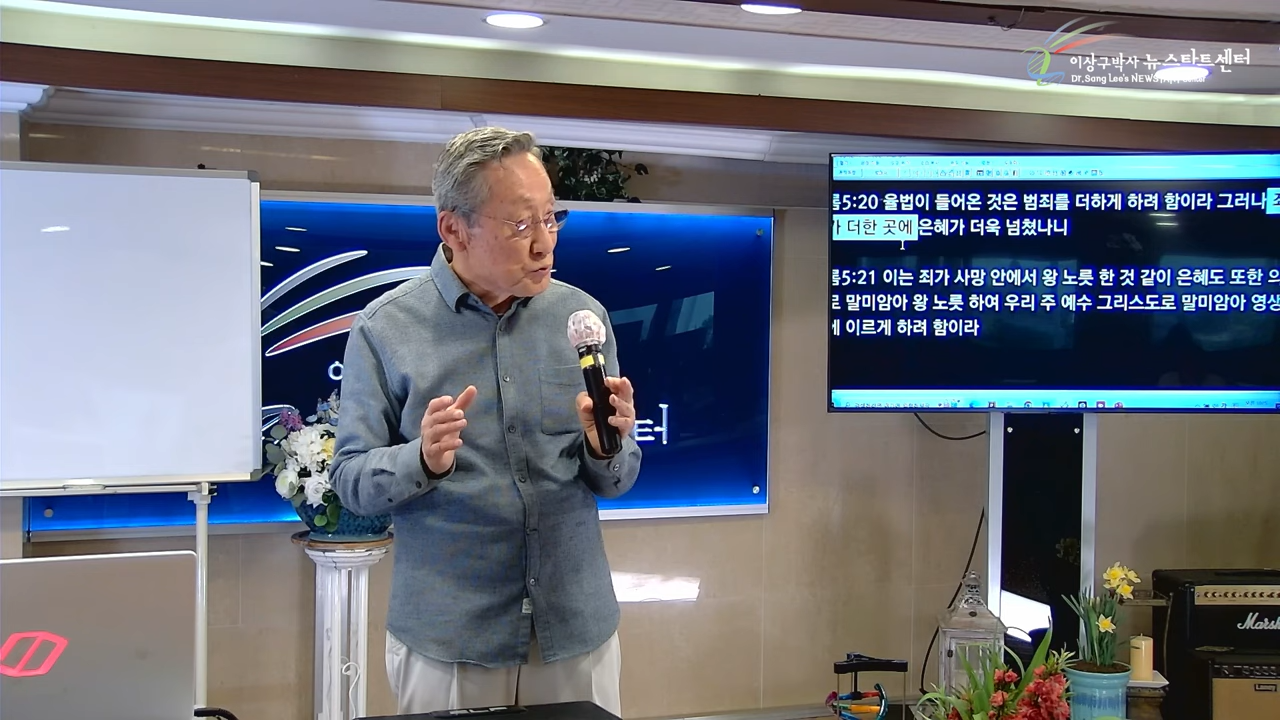 이상구박사 뉴스타트센터
Dr.Sang Lee's NEWSTART Center
롬5:20 율법이 들어온 것은 범죄를 더하게 하려 함이라 그러나 죄
가 더한 곳에 은혜가 더욱 넘쳤나니
롬5:21 이는 죄가 사망 안에서 왕 노릇 한 것 같이 은혜도 또한 의
로 말미암아 왕 노릇 하여 우리 주 예수 그리스도로 말미암아 영생
에 이르게 하려 함이라
터
Marsh